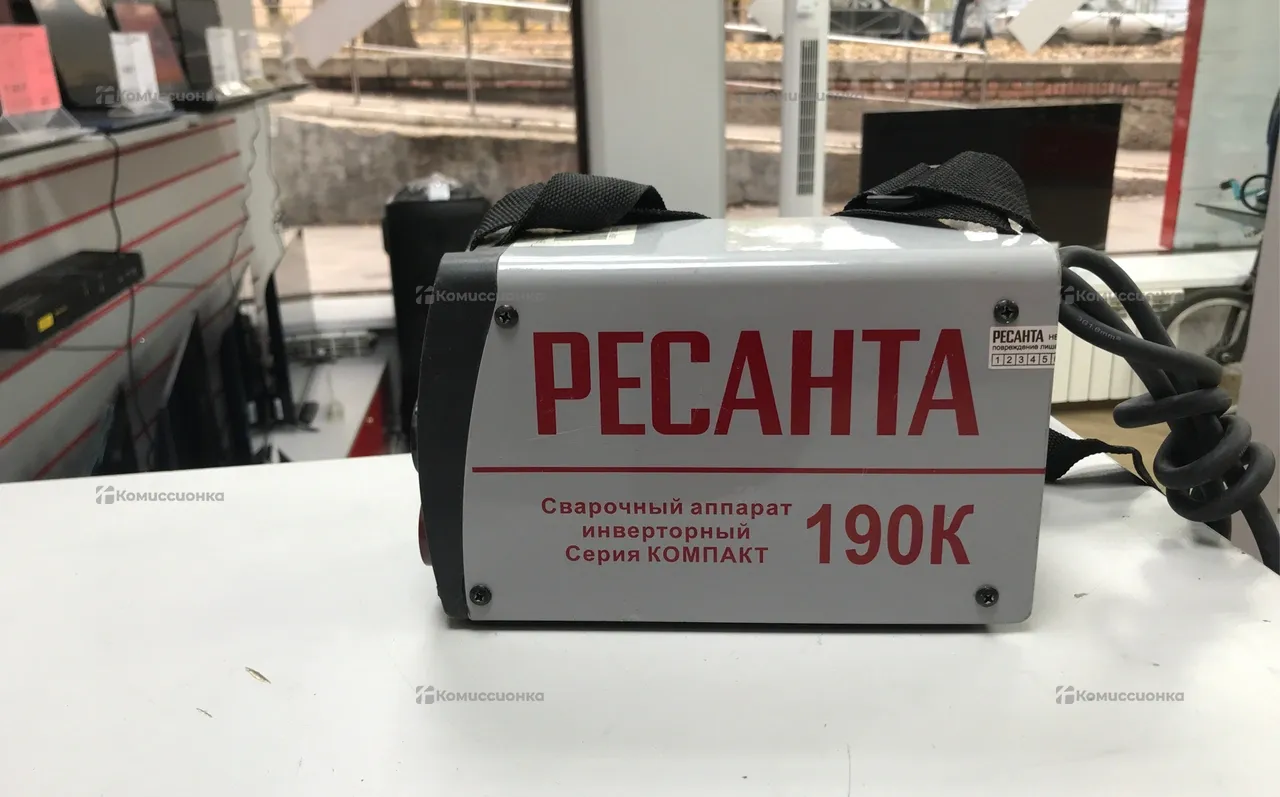 РЕСАНТА
РЕСАНТА
повреждение
1 2 3 4 5
Сварочный аппарат
инверторный
Серия КОМПАКТ
190К
Комиссионка
Комиссионка
Комиссионка
Комиссионка
Комиссионка
Комиссионка